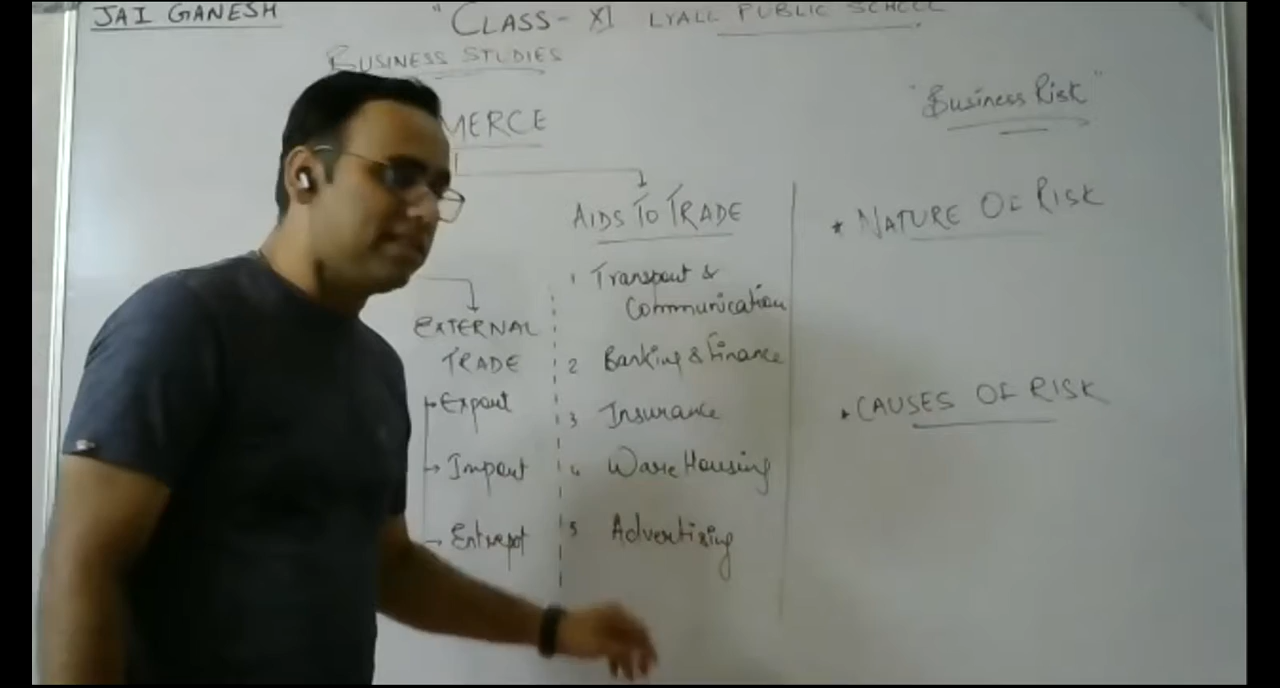 JAI GANESH
"CLASS - XI LYALL PUBLIC SCHOOL
BUSINESS STUDIES
MERCE
EXTERNAL
TRADE
→ Export
→ Import
→ Entrepot
AIDS TO TRADE
1 Transport &
Communication
2 Banking & Finance
3 Insurance
4 Ware Housing
5 Advertizing
"Business Risk"
* NATURE OF RISK
* CAUSES OF RISK